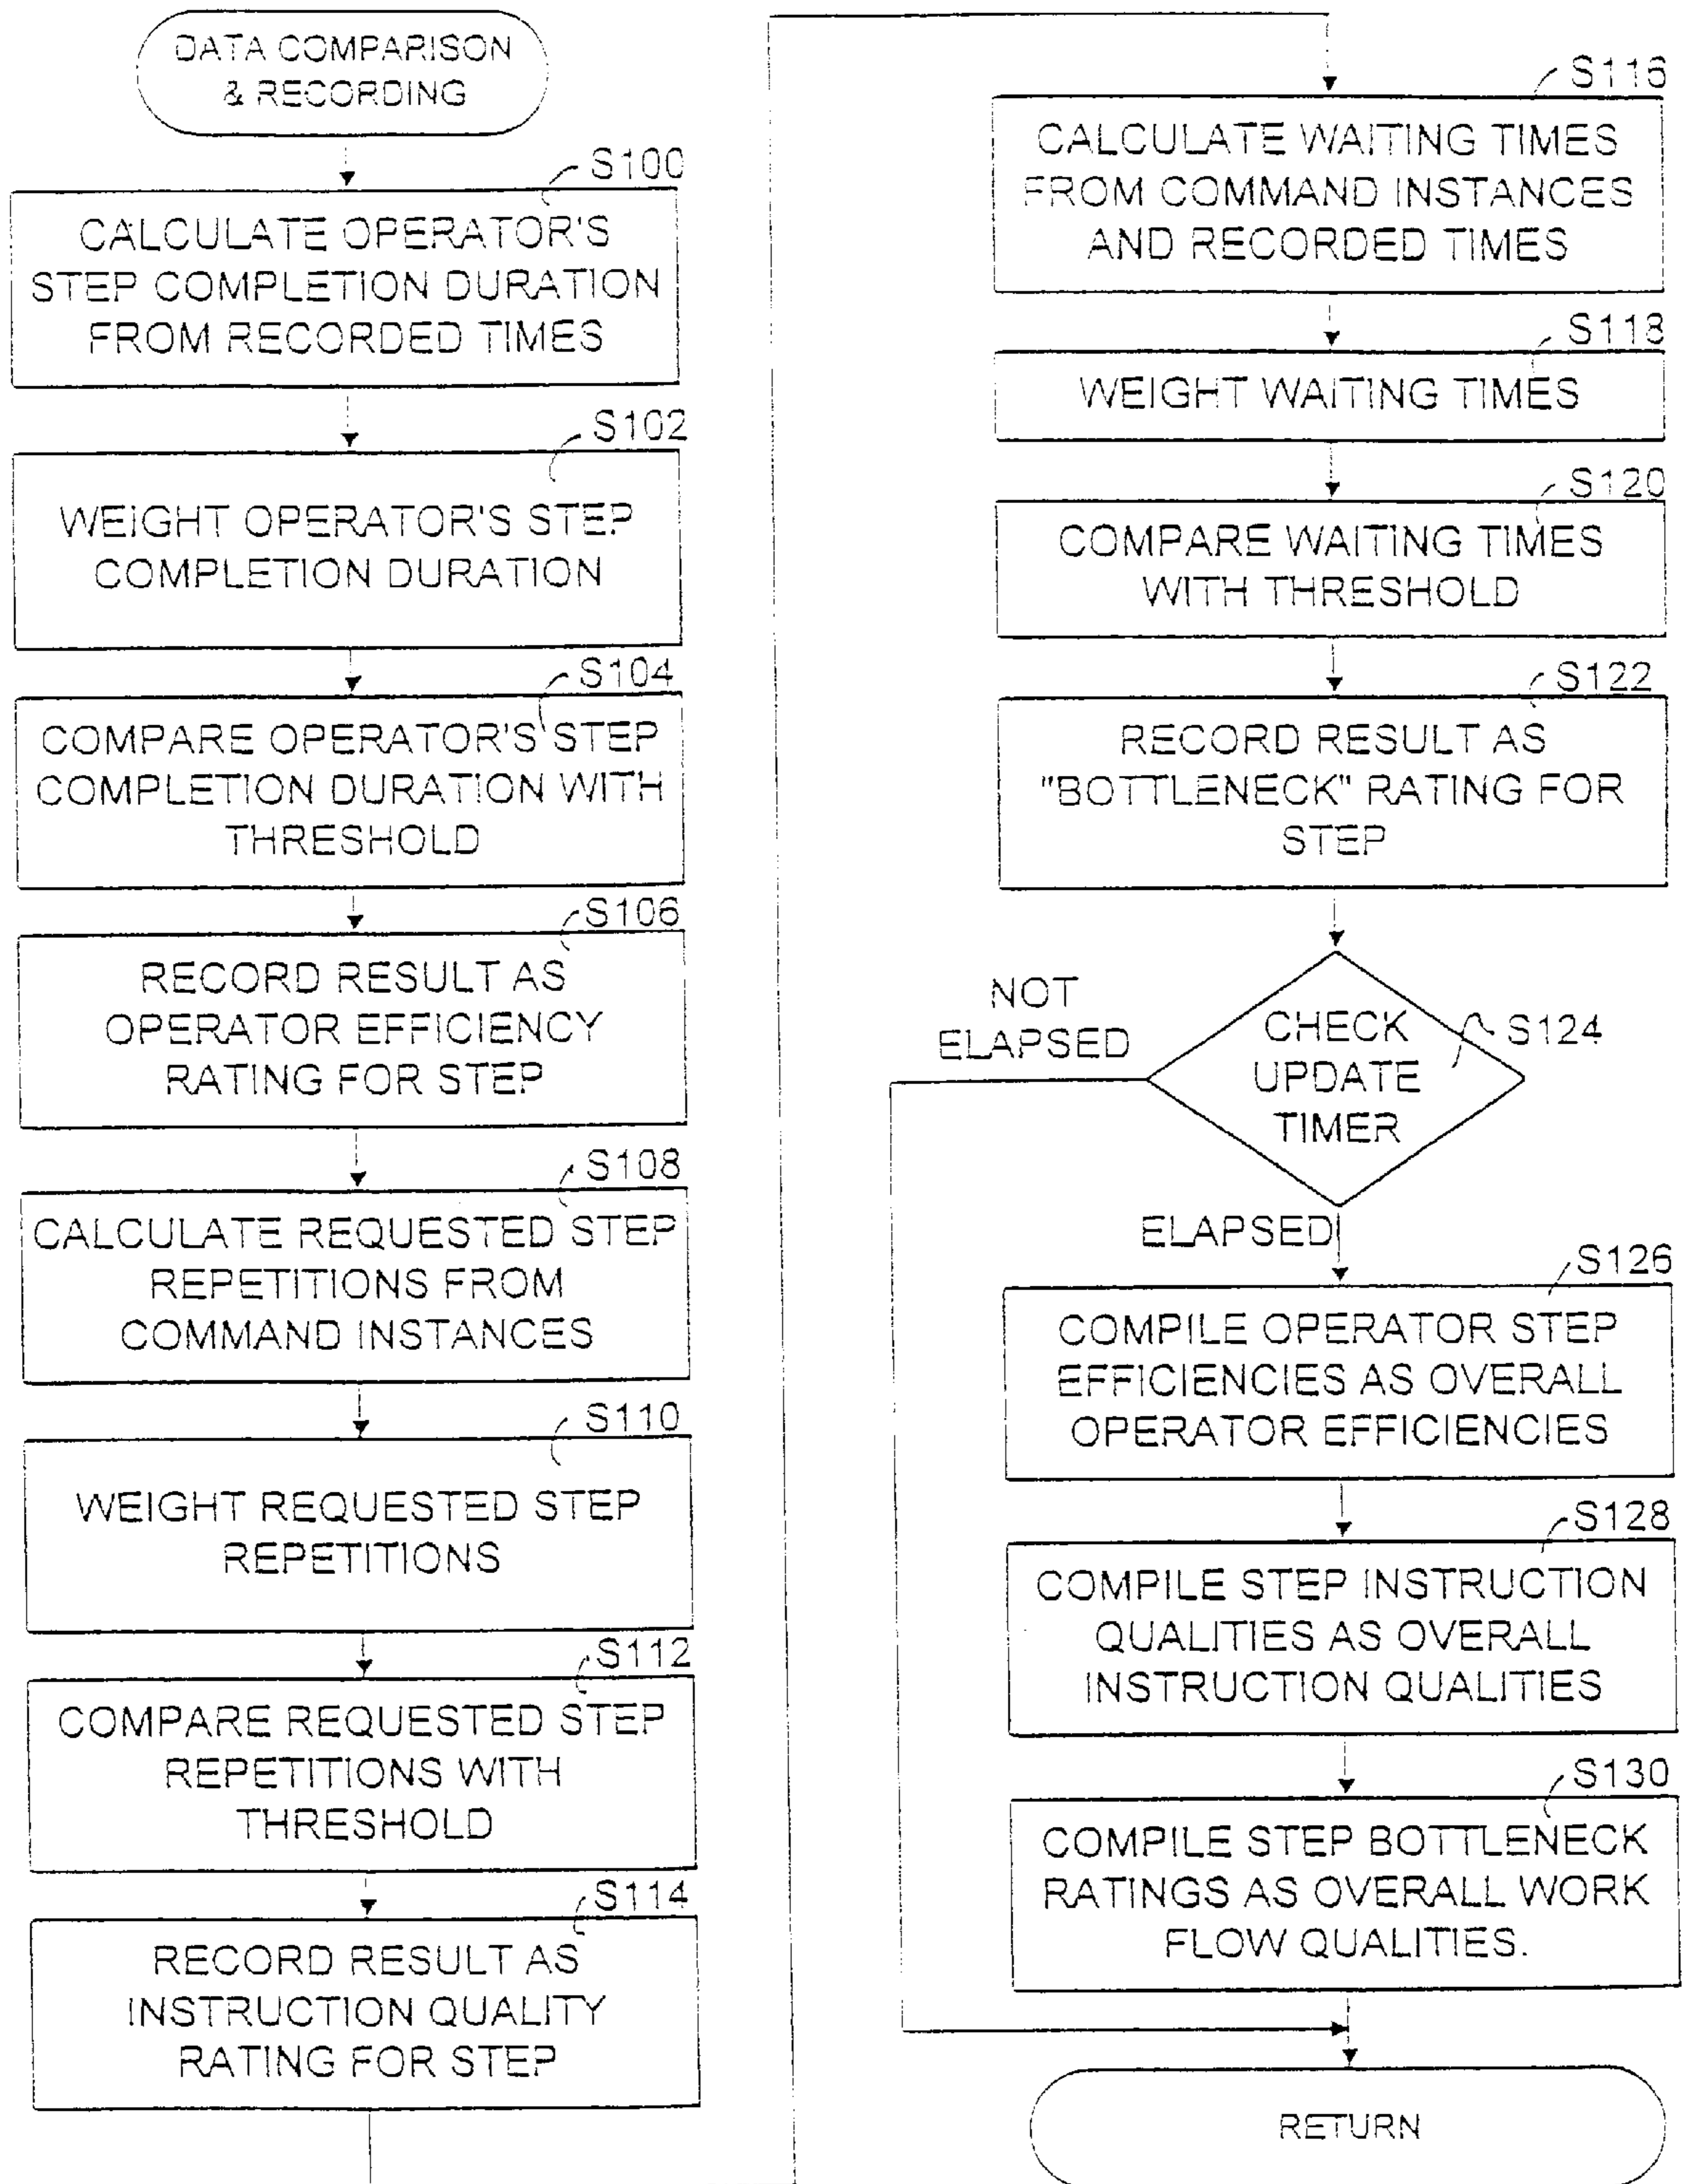 DATA COMPARISON
& RECORDING
S100
CALCULATE OPERATOR'S
STEP COMPLETION DURATION
FROM RECORDED TIMES
S102
WEIGHT OPERATOR'S STEP
COMPLETION DURATION
S104
COMPARE OPERATOR'S STEP
COMPLETION DURATION WITH
THRESHOLD
S106
RECORD RESULT AS
OPERATOR EFFICIENCY
RATING FOR STEP
S108
CALCULATE REQUESTED STEP
REPETITIONS FROM
COMMAND INSTANCES
S110
WEIGHT REQUESTED STEP
REPETITIONS
S112
COMPARE REQUESTED STEP
REPETITIONS WITH
THRESHOLD
S114
RECORD RESULT AS
INSTRUCTION QUALITY
RATING FOR STEP
S116
CALCULATE WAITING TIMES
FROM COMMAND INSTANCES
AND RECORDED TIMES
S118
WEIGHT WAITING TIMES
S120
COMPARE WAITING TIMES
WITH THRESHOLD
S122
RECORD RESULT AS
"BOTTLENECK" RATING FOR
STEP
NOT
ELAPSED
CHECK
UPDATE
TIMER
S124
ELAPSED
S126
COMPILE OPERATOR STEP
EFFICIENCIES AS OVERALL
OPERATOR EFFICIENCIES
S128
COMPILE STEP INSTRUCTION
QUALITIES AS OVERALL
INSTRUCTION QUALITIES
S130
COMPILE STEP BOTTLENECK
RATINGS AS OVERALL WORK
FLOW QUALITIES.
RETURN